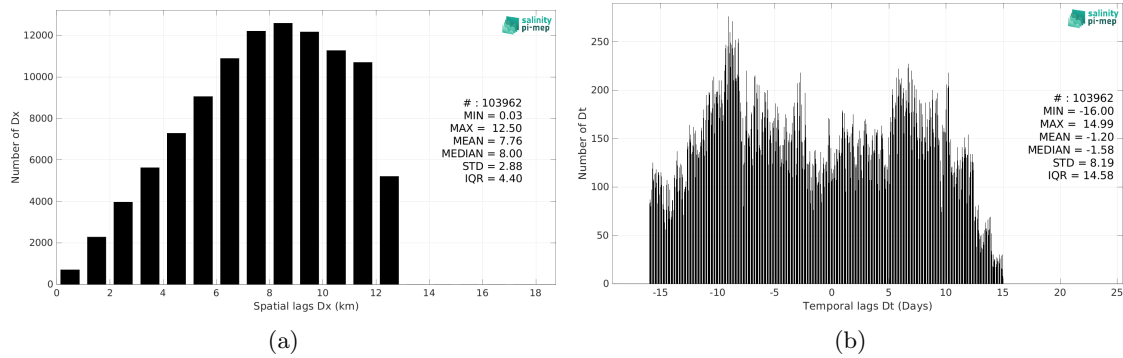 salinity
pi-mep
12000
10000
8000
6000
4000
2000
0
Number of Dx
# : 103962
MIN = 0.03
MAX = 12.50
MEAN = 7.76
MEDIAN = 8.00
STD = 2.88
IQR = 4.40
0 2 4 6 8 10 12 14 16 18
Spatial lags Dx (km)
(a)
salinity
pi-mep
250
200
150
100
50
0
Number of Dt
# : 103962
MIN = -16.00
MAX = 14.99
MEAN = -1.20
MEDIAN = -1.58
STD = 8.19
IQR = 14.58
-15 -10 -5 0 5 10 15 20 25
Temporal lags Dt (Days)
(b)